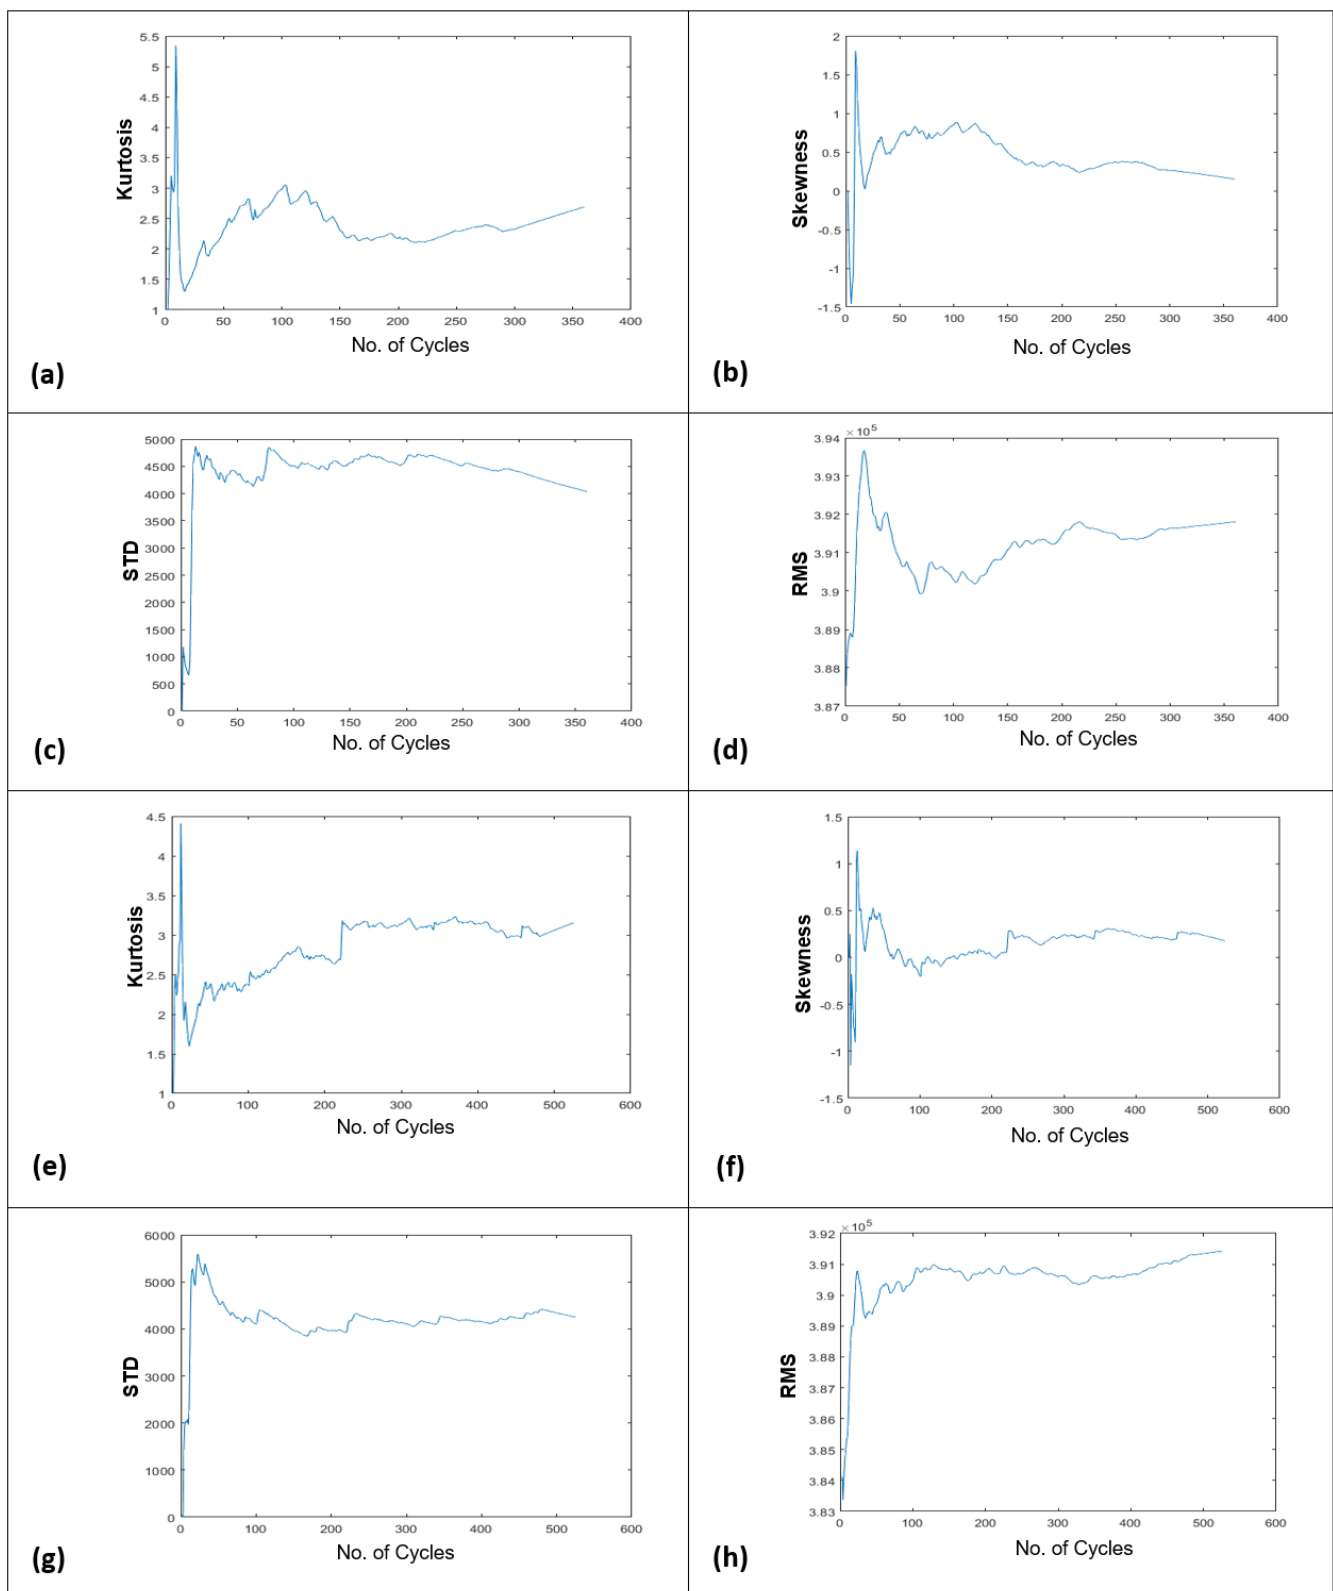 5.5
5
4.5
4
3.5
3
2.5
2
1.5
1
Kurtosis
0 50 100 150 200 250 300 350 400
No. of Cycles
(a)
2
1.5
1
0.5
0
-0.5
-1
-1.5
Skewness
0 50 100 150 200 250 300 350 400
No. of Cycles
(b)
5000
4500
4000
3500
3000
2500
2000
1500
1000
500
0
STD
0 50 100 150 200 250 300 350 400
No. of Cycles
(c)
×10⁵
3.94
3.93
3.92
3.91
3.9
3.89
3.88
3.87
RMS
0 50 100 150 200 250 300 350 400
No. of Cycles
(d)
4.5
4
3.5
3
2.5
2
1.5
1
Kurtosis
0 100 200 300 400 500 600
No. of Cycles
(e)
1.5
1
0.5
0
-0.5
-1
-1.5
Skewness
0 100 200 300 400 500 600
No. of Cycles
(f)
6000
5000
4000
3000
2000
1000
0
STD
0 100 200 300 400 500 600
No. of Cycles
(g)
×10⁵
3.92
3.91
3.9
3.89
3.88
3.87
3.86
3.85
3.84
3.83
RMS
0 100 200 300 400 500 600
No. of Cycles
(h)